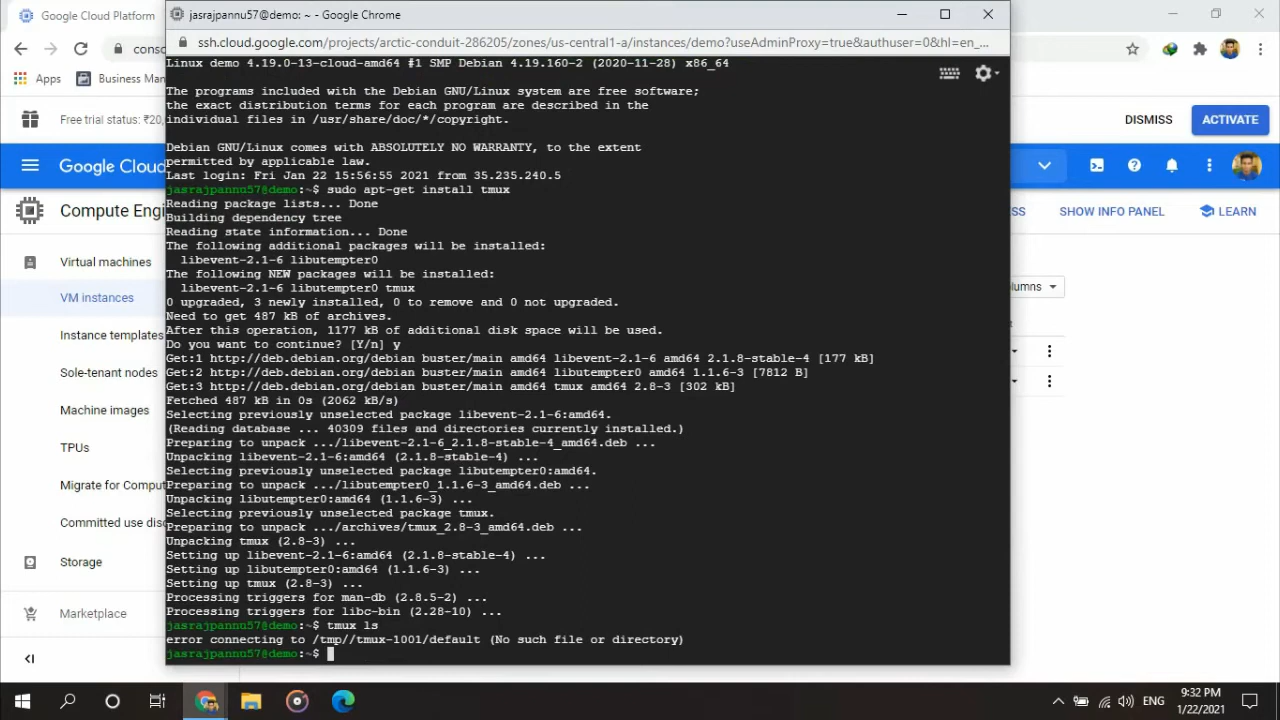 Google Cloud Platform
jasrajpannu57@demo: ~ - Google Chrome
ssh.cloud.google.com/projects/arctic-conduit-286205/zones/us-central1-a/instances/demo?useAdminProxy=true&authuser=0&hl=en_...
Apps
Business Man
Free trial status: ₹20,
DISMISS
ACTIVATE
Google Cloud
Compute Engi
SS
SHOW INFO PANEL
LEARN
Virtual machines
VM instances
Instance templates
Sole-tenant nodes
Machine images
TPUs
Migrate for Comput
Committed use disc
Storage
Marketplace
lumns
Linux demo 4.19.0-13-cloud-amd64 #1 SMP Debian 4.19.160-2 (2020-11-28) x86_64
The programs included with the Debian GNU/Linux system are free software;
the exact distribution terms for each program are described in the
individual files in /usr/share/doc/*/copyright.
Debian GNU/Linux comes with ABSOLUTELY NO WARRANTY, to the extent
permitted by applicable law.
Last login: Fri Jan 22 15:56:55 2021 from 35.235.240.5
jasrajpannu57@demo:~$ sudo apt-get install tmux
Reading package lists... Done
Building dependency tree
Reading state information... Done
The following additional packages will be installed:
libevent-2.1-6 libutempter0
The following NEW packages will be installed:
libevent-2.1-6 libutempter0 tmux
0 upgraded, 3 newly installed, 0 to remove and 0 not upgraded.
Need to get 487 kB of archives.
After this operation, 1177 kB of additional disk space will be used.
Do you want to continue? [Y/n] y
Get:1 http://deb.debian.org/debian buster/main amd64 libevent-2.1-6 amd64 2.1.8-stable-4 [177 kB]
Get:2 http://deb.debian.org/debian buster/main amd64 libutempter0 amd64 1.1.6-3 [7812 B]
Get:3 http://deb.debian.org/debian buster/main amd64 tmux amd64 2.8-3 [302 kB]
Fetched 487 kB in 0s (2062 kB/s)
Selecting previously unselected package libevent-2.1-6:amd64.
(Reading database ... 40309 files and directories currently installed.)
Preparing to unpack .../libevent-2.1-6_2.1.8-stable-4_amd64.deb ...
Unpacking libevent-2.1-6:amd64 (2.1.8-stable-4) ...
Selecting previously unselected package libutempter0:amd64.
Preparing to unpack .../libutempter0_1.1.6-3_amd64.deb ...
Unpacking libutempter0:amd64 (1.1.6-3) ...
Selecting previously unselected package tmux.
Preparing to unpack .../archives/tmux_2.8-3_amd64.deb ...
Unpacking tmux (2.8-3) ...
Setting up libevent-2.1-6:amd64 (2.1.8-stable-4) ...
Setting up libutempter0:amd64 (1.1.6-3) ...
Setting up tmux (2.8-3) ...
Processing triggers for man-db (2.8.5-2) ...
Processing triggers for libc-bin (2.28-10) ...
jasrajpannu57@demo:~$ tmux ls
error connecting to /tmp//tmux-1001/default (No such file or directory)
jasrajpannu57@demo:~$
ENG
9:32 PM
1/22/2021